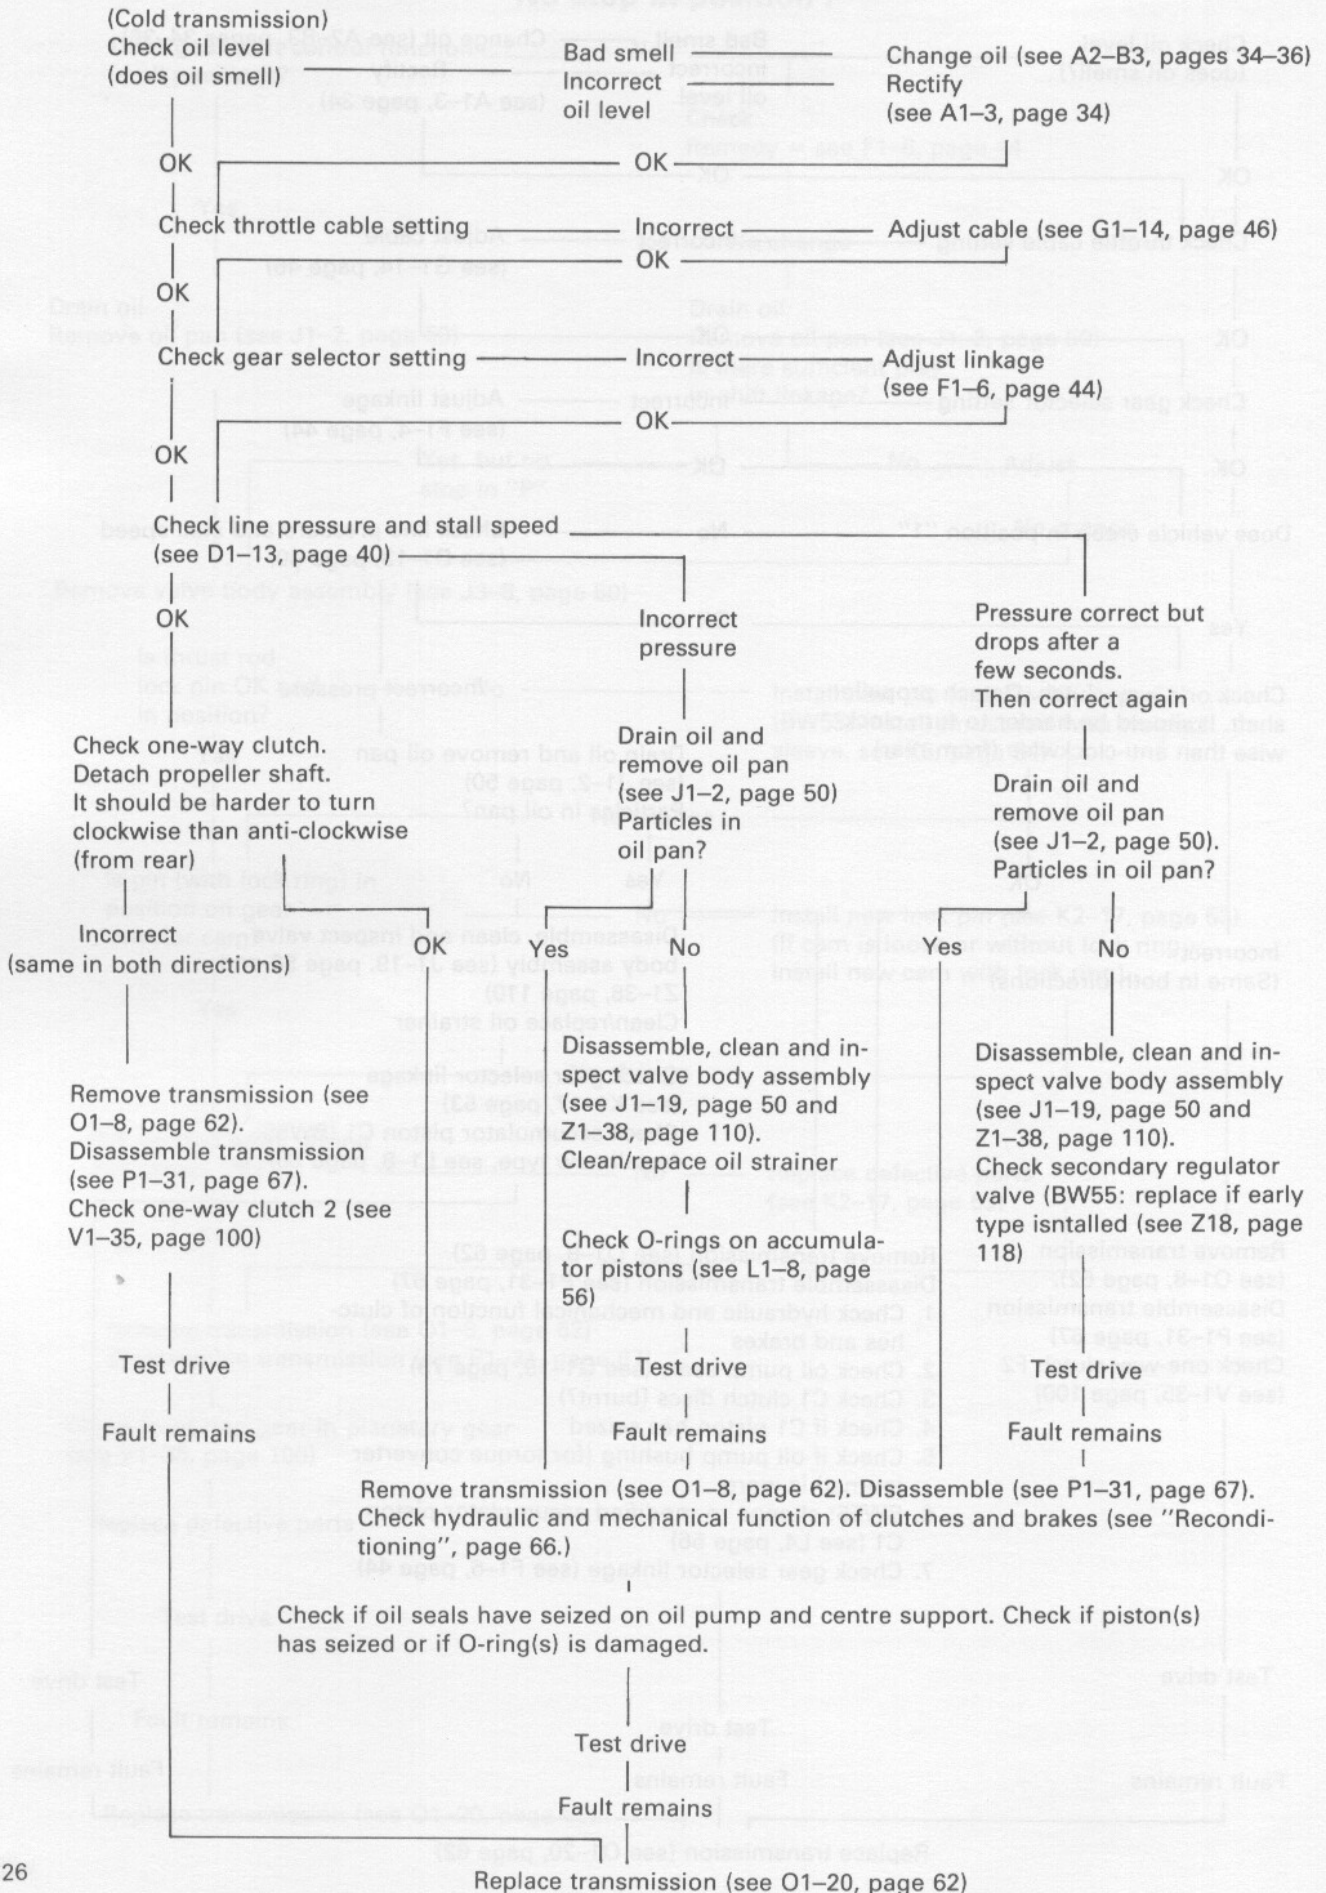 (Cold transmission)
Check oil level
(does oil smell)
Bad smell
Change oil (see A2–B3, pages 34–36)
Incorrect
oil level
Rectify
(see A1–3, page 34)
OK
OK
Check throttle cable setting
Incorrect
Adjust cable (see G1–14, page 46)
OK
OK
Check gear selector setting
Incorrect
Adjust linkage
(see F1–6, page 44)
OK
OK
Check line pressure and stall speed
(see D1–13, page 40)
OK
Incorrect
pressure
Pressure correct but
drops after a
few seconds.
Then correct again
Check one-way clutch.
Detach propeller shaft.
It should be harder to turn
clockwise than anti-clockwise
(from rear)
Drain oil and
remove oil pan
(see J1–2, page 50)
Particles in
oil pan?
Drain oil and
remove oil pan
(see J1–2, page 50).
Particles in oil pan?
Incorrect
(same in both directions)
OK
Yes
No
Yes
No
Remove transmission (see
O1–8, page 62).
Disassemble transmission
(see P1–31, page 67).
Check one-way clutch 2 (see
V1–35, page 100)
Disassemble, clean and in-
spect valve body assembly
(see J1–19, page 50 and
Z1–38, page 110).
Clean/repace oil strainer
Check O-rings on accumula-
tor pistons (see L1–8, page
56)
Disassemble, clean and in-
spect valve body assembly
(see J1–19, page 50 and
Z1–38, page 110).
Check secondary regulator
valve (BW55: replace if early
type isntalled (see Z18, page
118)
Test drive
Test drive
Test drive
Fault remains
Fault remains
Fault remains
Remove transmission (see O1–8, page 62). Disassemble (see P1–31, page 67).
Check hydraulic and mechanical function of clutches and brakes (see "Recondi-
tioning", page 66.)
Check if oil seals have seized on oil pump and centre support. Check if piston(s)
has seized or if O-ring(s) is damaged.
Test drive
Fault remains
Replace transmission (see O1–20, page 62)
26